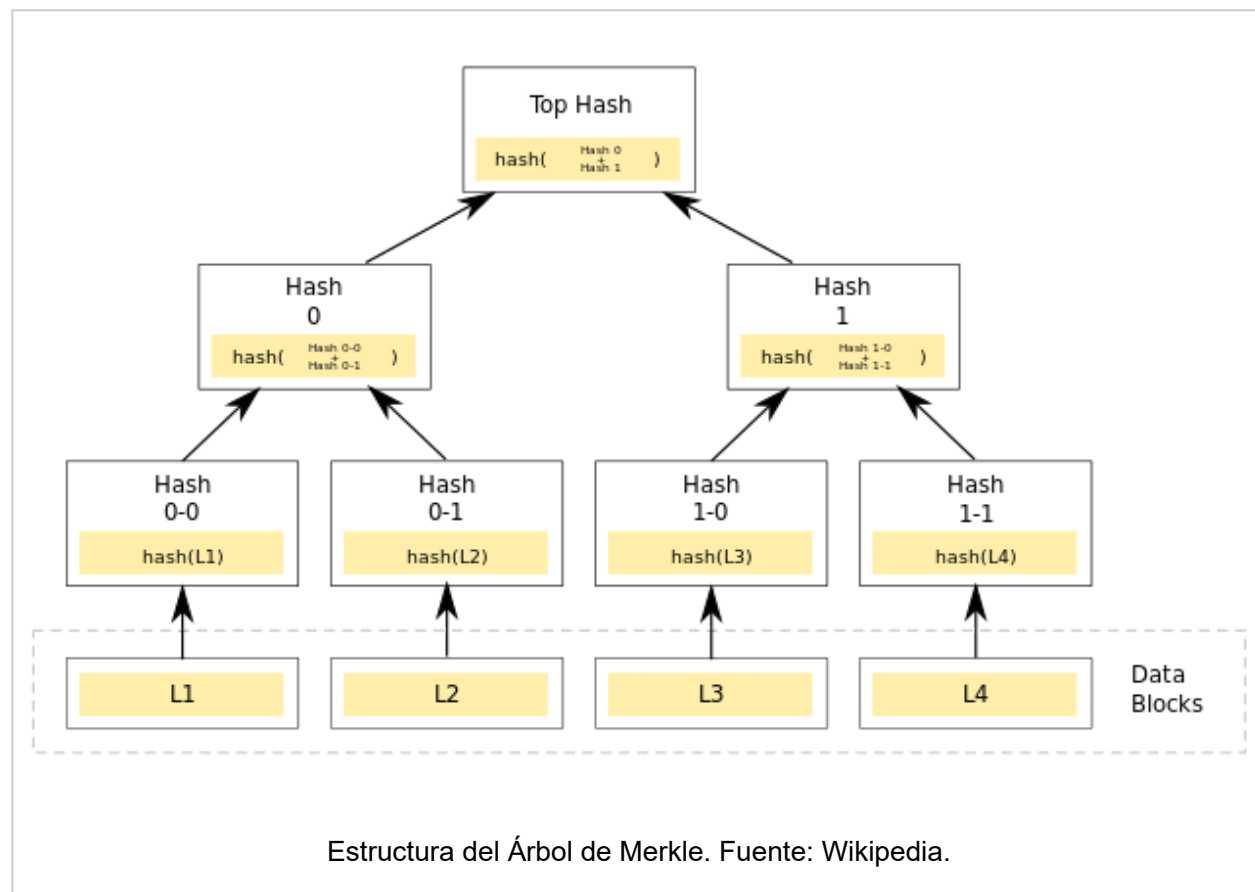 Top Hash
hash( Hash 0 + Hash 1 )
Hash
0
hash( Hash 0-0 + Hash 0-1 )
Hash
1
hash( Hash 1-0 + Hash 1-1 )
Hash
0-0
hash(L1)
Hash
0-1
hash(L2)
Hash
1-0
hash(L3)
Hash
1-1
hash(L4)
L1
L2
L3
L4
Data
Blocks
Estructura del Árbol de Merkle. Fuente: Wikipedia.